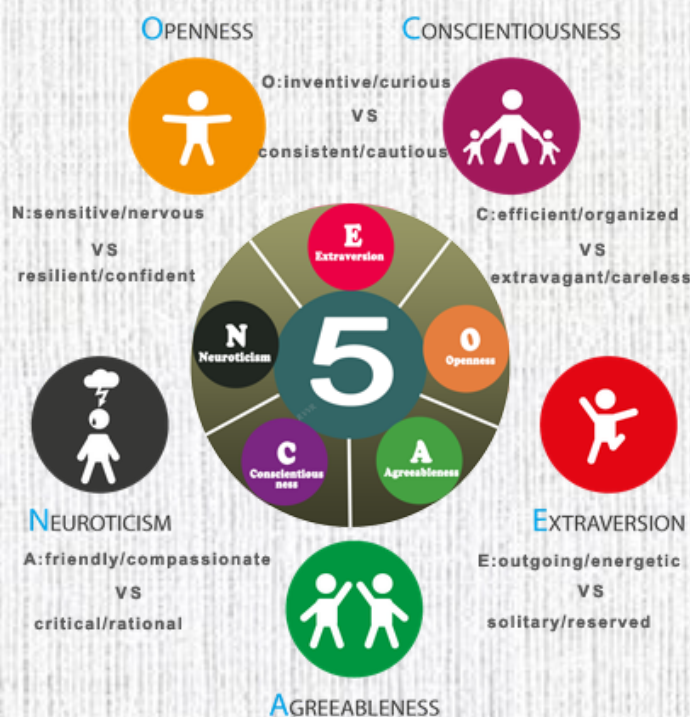 OPENNESS
CONSCIENTIOUSNESS
O:inventive/curious
VS
consistent/cautious
N:sensitive/nervous
VS
resilient/confident
C:efficient/organized
VS
extravagant/careless
E
Extraversion
N
Neuroticism
5
O
Openness
C
Conscientious
ness
A
Agreeableness
NEUROTICISM
EXTRAVERSION
A:friendly/compassionate
VS
critical/rational
E:outgoing/energetic
VS
solitary/reserved
AGREEABLENESS